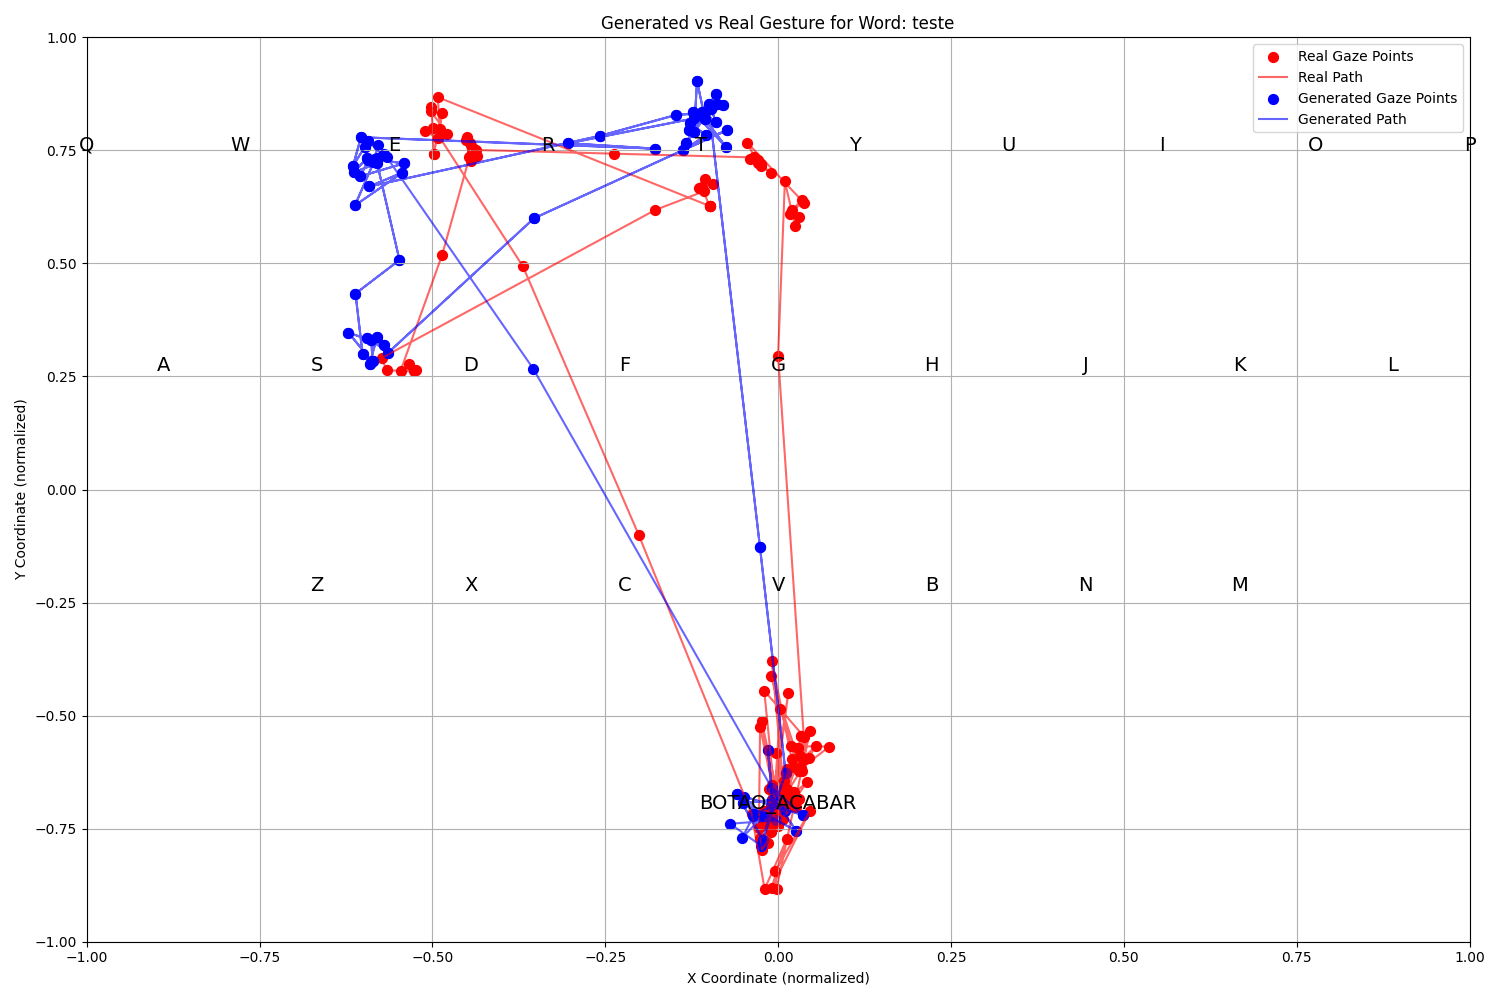 Generated vs Real Gesture for Word: teste
1.00
Real Gaze Points
Real Path
Generated Gaze Points
Generated Path
Q W E R T Y U I O P
0.75
0.50
A S D F G H J K L
0.25
0.00
Y Coordinate (normalized)
Z X C V B N M
−0.25
−0.50
BOTAO_ACABAR
−0.75
−1.00
−1.00 −0.75 −0.50 −0.25 0.00 0.25 0.50 0.75 1.00
X Coordinate (normalized)